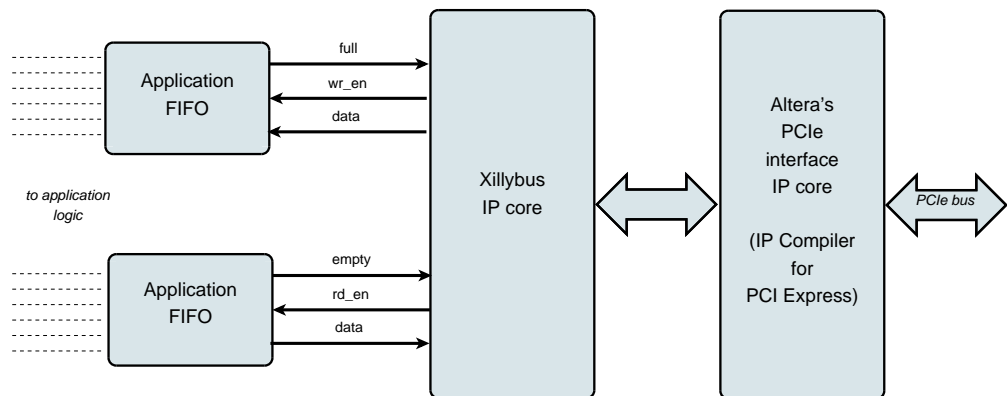 full
wr_en
data
Application
FIFO
to application
logic
empty
rd_en
data
Application
FIFO
Xillybus
IP core
Altera’s
PCIe
interface
IP core
(IP Compiler
for
PCI Express)
PCIe bus